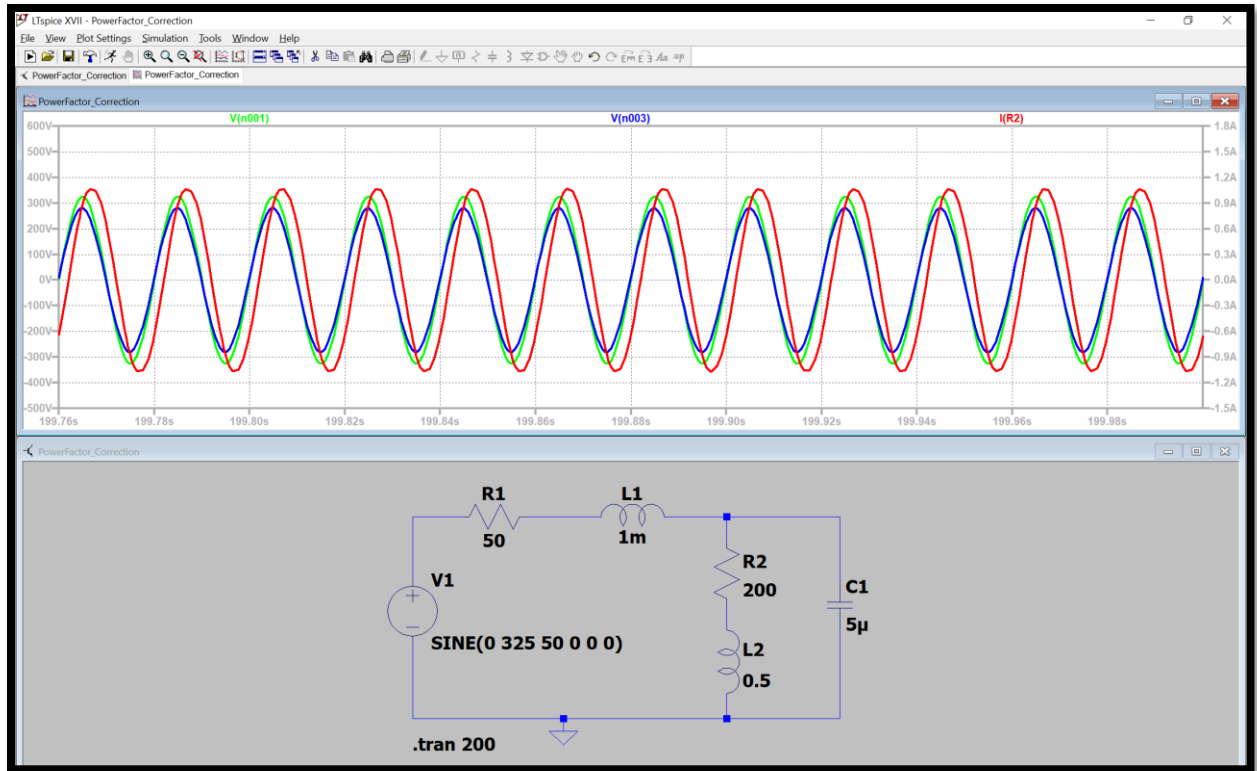 LTspice XVII - PowerFactor_Correction
File View Plot Settings Simulation Tools Window Help
PowerFactor_Correction PowerFactor_Correction
PowerFactor_Correction
V(n001) V(n003) I(R2)
600V 1.8A
500V 1.5A
400V 1.2A
300V 0.9A
200V 0.6A
100V 0.3A
0V 0.0A
-100V -0.3A
-200V -0.6A
-300V -0.9A
-400V -1.2A
-500V -1.5A
199.76s 199.78s 199.80s 199.82s 199.84s 199.86s 199.88s 199.90s 199.92s 199.94s 199.96s 199.98s
PowerFactor_Correction
R1 L1
50 1m
R2
200
V1
C1
5µ
SINE(0 325 50 0 0 0)
L2
0.5
.tran 200